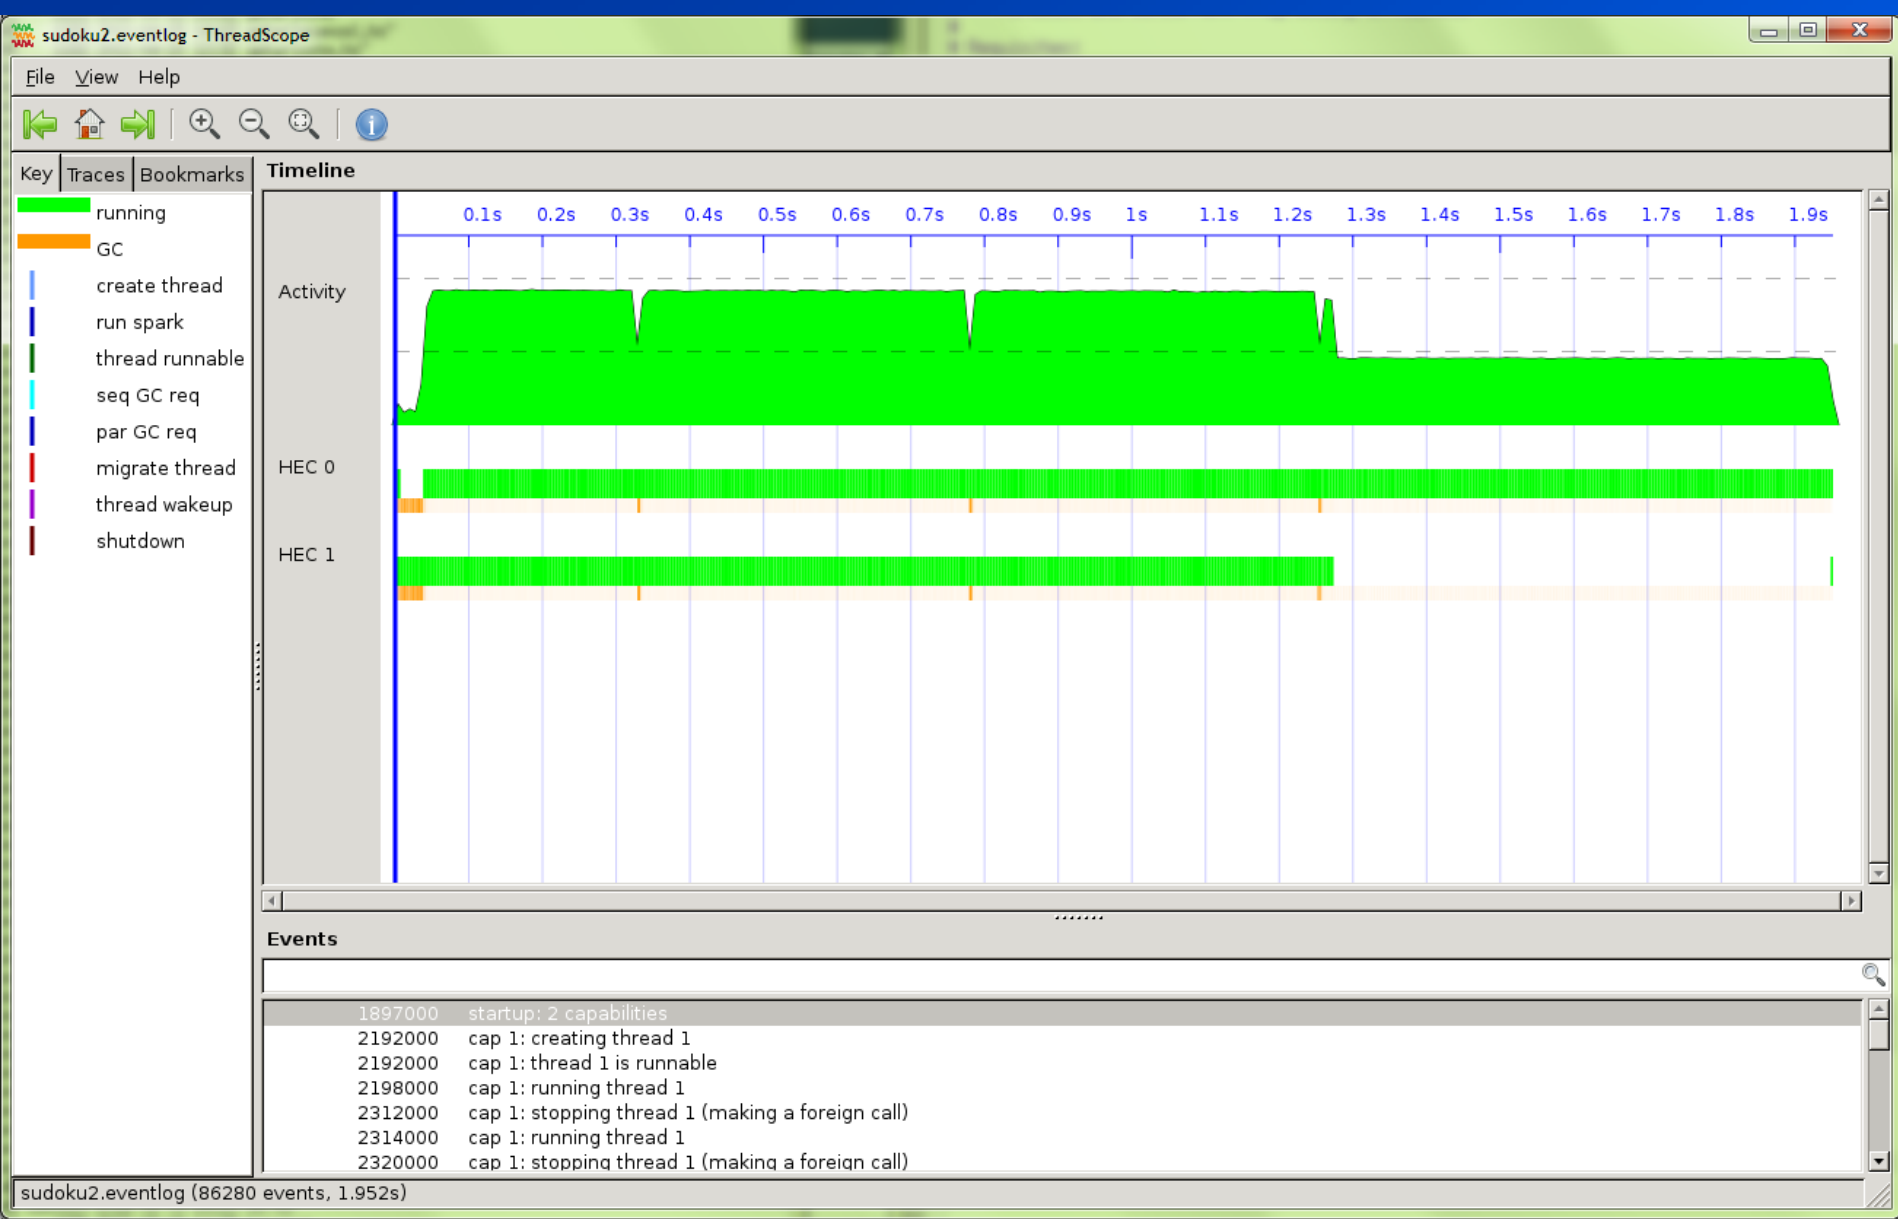 sudoku2.eventlog - ThreadScope
File View Help
Key Traces Bookmarks
running
GC
create thread
run spark
thread runnable
seq GC req
par GC req
migrate thread
thread wakeup
shutdown
Timeline
0.1s 0.2s 0.3s 0.4s 0.5s 0.6s 0.7s 0.8s 0.9s 1s 1.1s 1.2s 1.3s 1.4s 1.5s 1.6s 1.7s 1.8s 1.9s
Activity
HEC 0
HEC 1
Events
1897000 startup: 2 capabilities
2192000 cap 1: creating thread 1
2192000 cap 1: thread 1 is runnable
2198000 cap 1: running thread 1
2312000 cap 1: stopping thread 1 (making a foreign call)
2314000 cap 1: running thread 1
2320000 cap 1: stopping thread 1 (making a foreign call)
sudoku2.eventlog (86280 events, 1.952s)